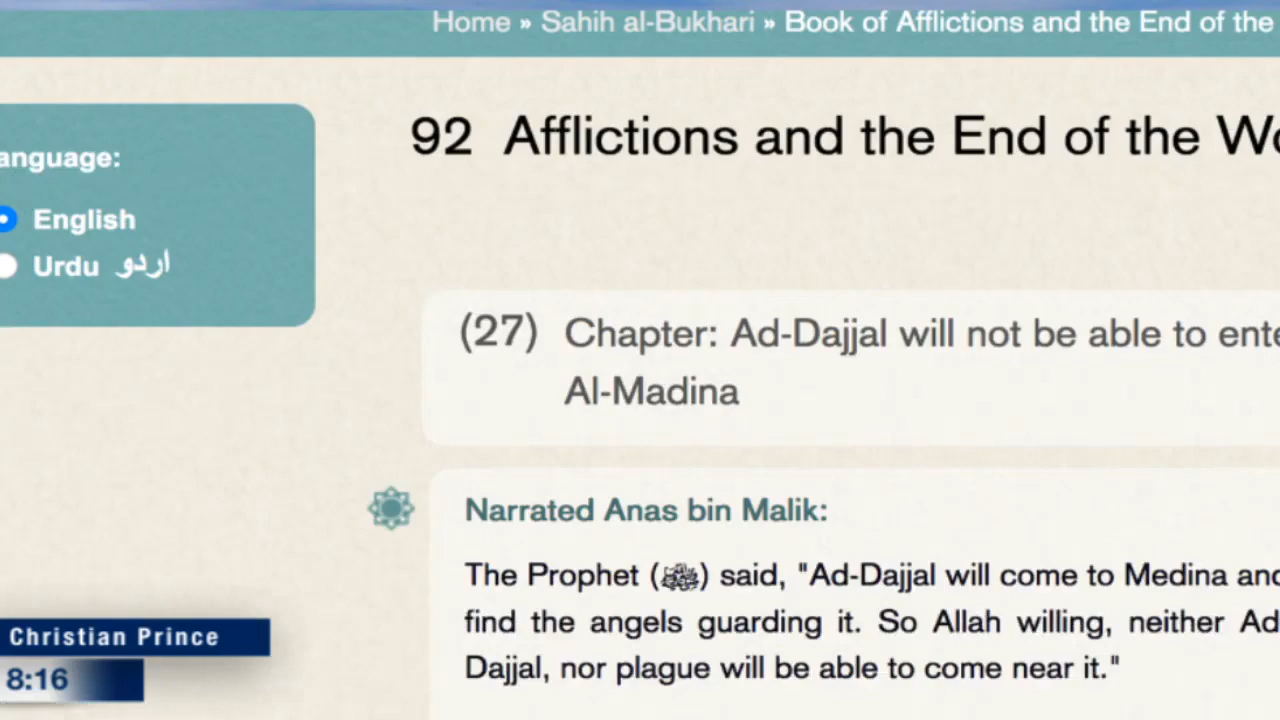 Home » Sahih al-Bukhari » Book of Afflictions and the End of the
anguage:
English
Urdu اردو
92 Afflictions and the End of the Wo
(27) Chapter: Ad-Dajjal will not be able to ente
Al-Madina
Narrated Anas bin Malik:
The Prophet (ﷺ) said, "Ad-Dajjal will come to Medina and
find the angels guarding it. So Allah willing, neither Ad
Dajjal, nor plague will be able to come near it."
Christian Prince
8:16